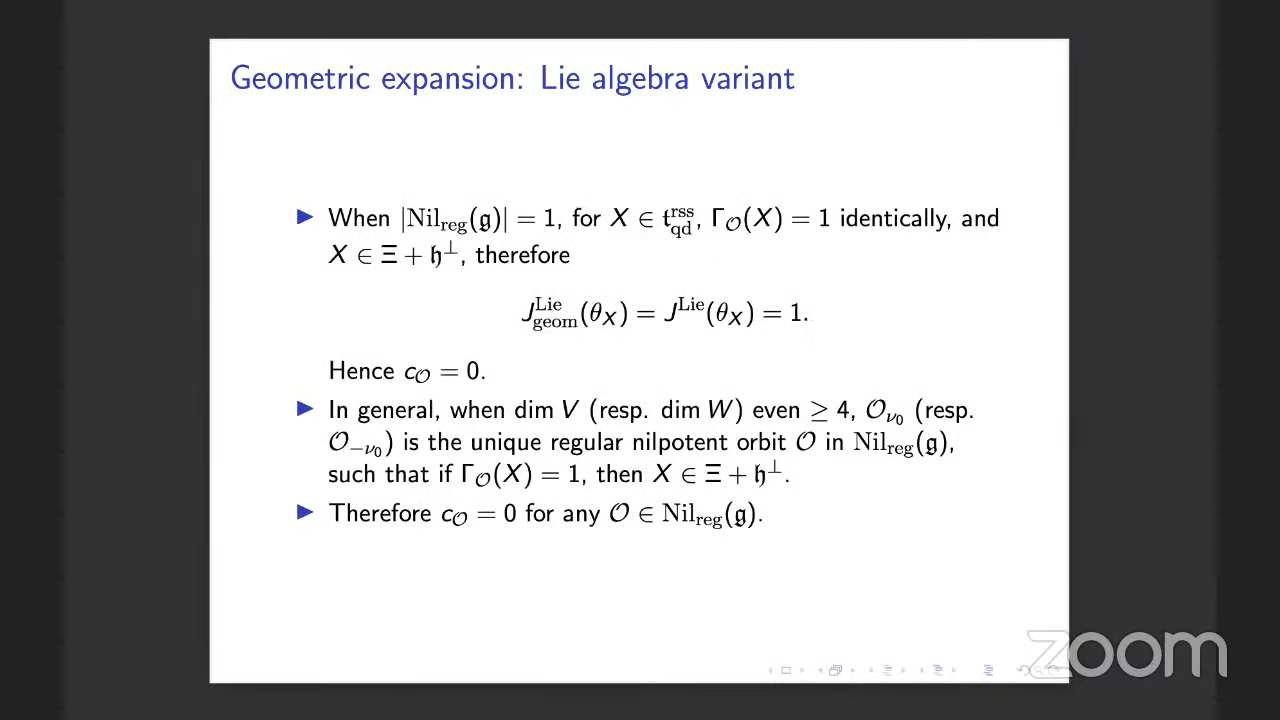 Geometric expansion: Lie algebra variant
▶ When |Nil_reg(𝔤)| = 1, for X ∈ 𝔱^rss_qd, Γ_𝒪(X) = 1 identically, and
X ∈ Ξ + 𝔥^⊥, therefore
J^Lie_geom(θ_X) = J^Lie(θ_X) = 1.
Hence c_𝒪 = 0.
▶ In general, when dim V (resp. dim W) even ≥ 4, 𝒪_ν₀ (resp.
𝒪_−ν₀) is the unique regular nilpotent orbit 𝒪 in Nil_reg(𝔤),
such that if Γ_𝒪(X) = 1, then X ∈ Ξ + 𝔥^⊥.
▶ Therefore c_𝒪 = 0 for any 𝒪 ∈ Nil_reg(𝔤).
zoom